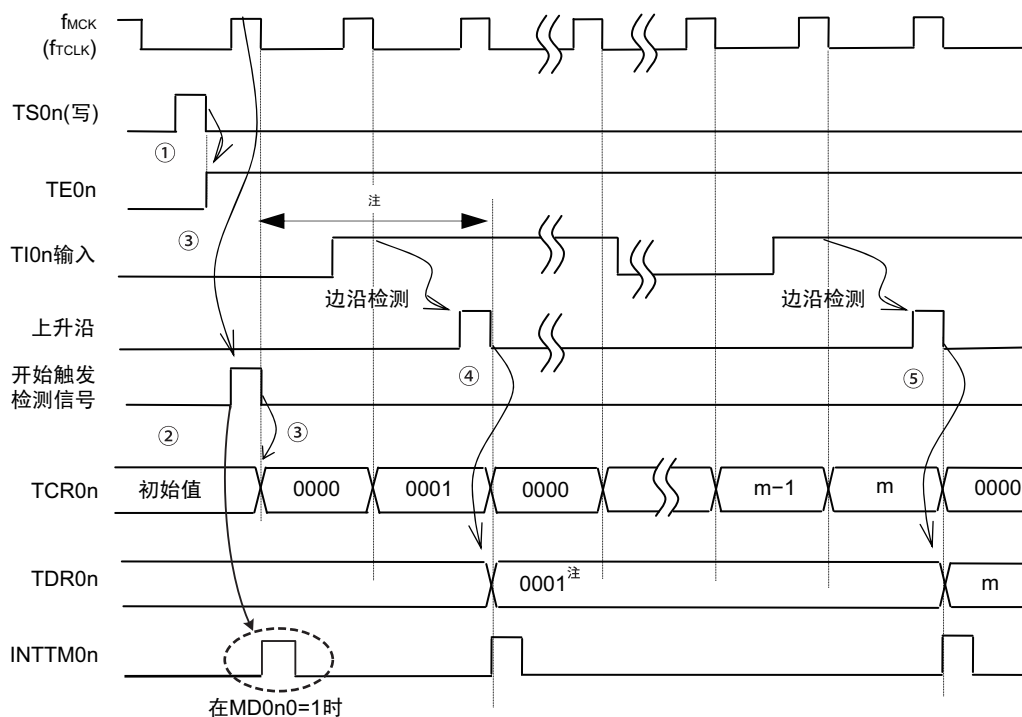 fMCK
(fTCLK)
TS0n(写)
①
TE0n
注
③
TI0n输入
边沿检测
边沿检测
上升沿
④
⑤
开始触发
检测信号
②
③
TCR0n
初始值
0000
0001
0000
m−1
m
0000
TDR0n
0001注
m
INTTM0n
在MD0n0=1时